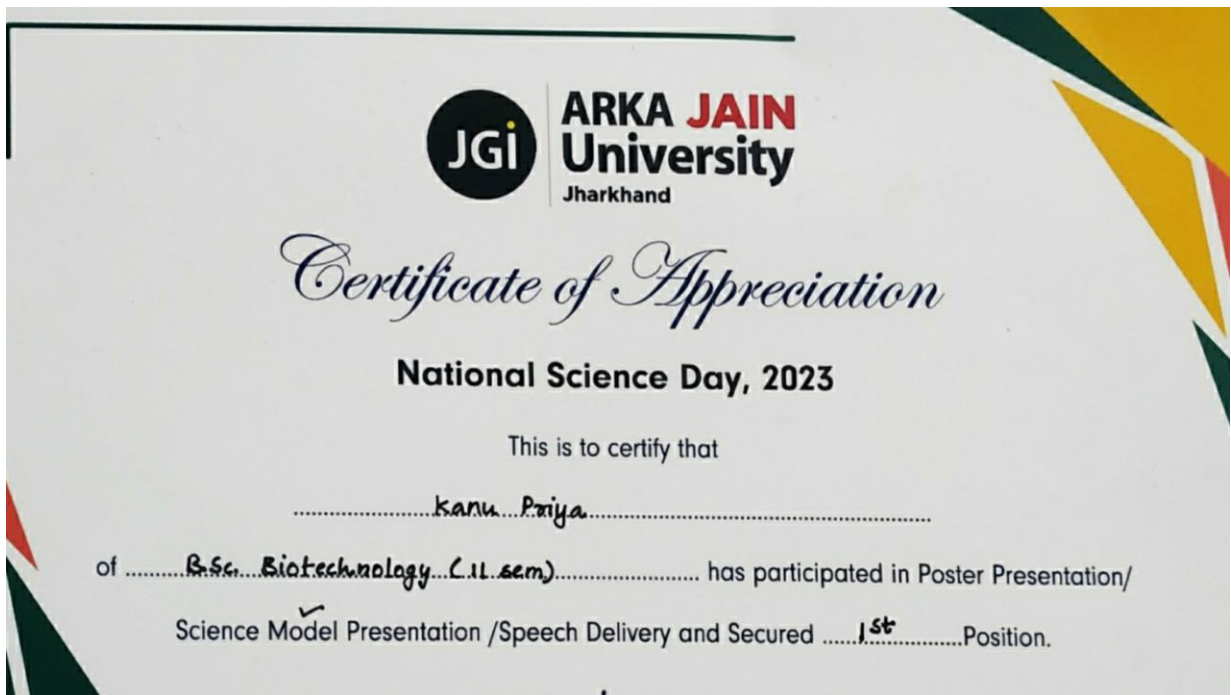 JGi
ARKA JAIN
University
Jharkhand
Certificate of Appreciation
National Science Day, 2023
This is to certify that
Kanu Priya
of B.Sc. Biotechnology (II sem) has participated in Poster Presentation/
Science Model Presentation /Speech Delivery and Secured 1st Position.